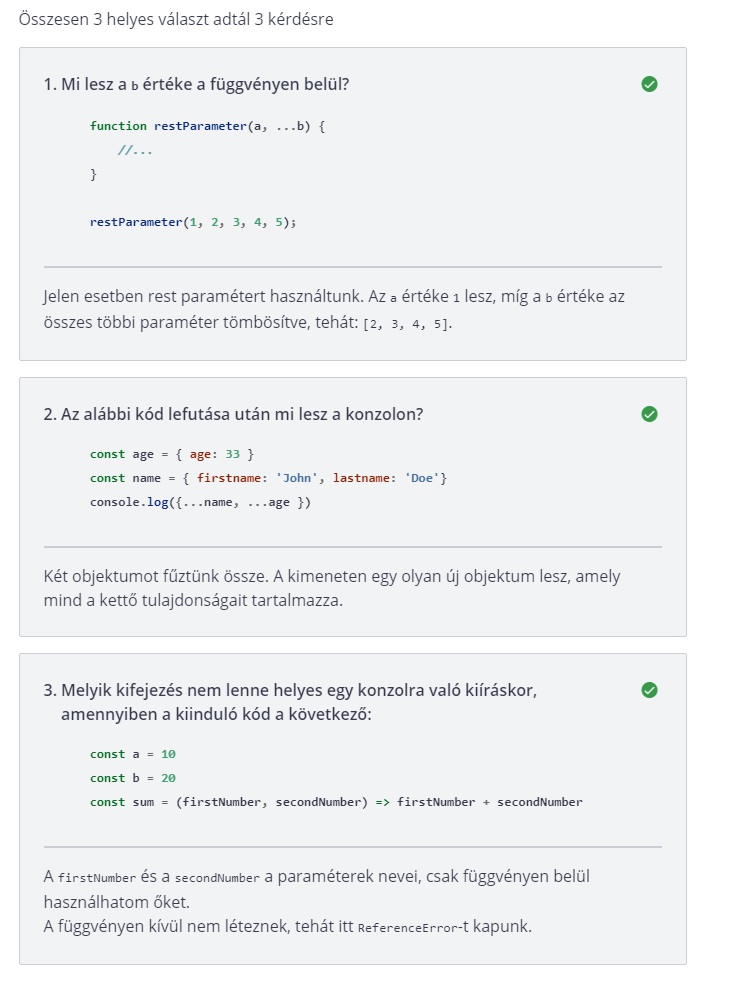 Összesen 3 helyes választ adtál 3 kérdésre
1. Mi lesz a b értéke a függvényen belül?
function restParameter(a, ...b) {
//...
}
restParameter(1, 2, 3, 4, 5);
Jelen esetben rest paramétert használtunk. Az a értéke 1 lesz, míg a b értéke az
összes többi paraméter tömbösítve, tehát: [2, 3, 4, 5].
2. Az alábbi kód lefutása után mi lesz a konzolon?
const age = { age: 33 }
const name = { firstname: 'John', lastname: 'Doe'}
console.log({...name, ...age })
Két objektumot fűztünk össze. A kimeneten egy olyan új objektum lesz, amely
mind a kettő tulajdonságait tartalmazza.
3. Melyik kifejezés nem lenne helyes egy konzolra való kiíráskor,
amennyiben a kiinduló kód a következő:
const a = 10
const b = 20
const sum = (firstNumber, secondNumber) => firstNumber + secondNumber
A firstNumber és a secondNumber a paraméterek nevei, csak függvényen belül
használhatom őket.
A függvényen kívül nem léteznek, tehát itt ReferenceError-t kapunk.